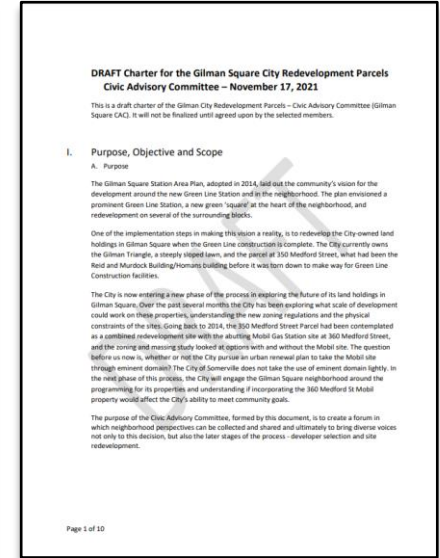 DRAFT Charter for the Gilman Square City Redevelopment Parcels
Civic Advisory Committee – November 17, 2021
This is a draft charter of the Gilman City Redevelopment Parcels – Civic Advisory Committee (Gilman
Square CAC). It will not be finalized until agreed upon by the selected members.
I. Purpose, Objective and Scope
A. Purpose
The Gilman Square Station Area Plan, adopted in 2014, laid out the community's vision for the
development around the new Green Line Station and in the neighborhood. The plan envisioned a
prominent Green Line Station, a new green 'square' at the heart of the neighborhood, and
redevelopment on several of the surrounding blocks.
One of the implementation steps in making this vision a reality, is to redevelop the City-owned land
holdings in Gilman Square when the Green Line construction is complete. The City currently owns
the Gilman Triangle, a steeply sloped lawn, and the parcel at 350 Medford Street, what had been the
Reid and Murdock Building/Homans building before it was torn down to make way for Green Line
Construction facilities.
The City is now entering a new phase of the process in exploring the future of its land holdings in
Gilman Square. Over the past several months the City has been exploring what scale of development
could work on these properties, understanding the new zoning regulations and the physical
constraints of the sites. Going back to 2014, the 350 Medford Street Parcel had been contemplated
as a combined redevelopment site with the abutting Mobil Gas Station site at 360 Medford Street,
and the zoning and massing study looked at options with and without the Mobil site. The question
before us now is, whether or not the City pursue an urban renewal plan to take the Mobil site
through eminent domain? The City of Somerville does not take the use of eminent domain lightly. In
the next phase of this process, the City will engage the Gilman Square neighborhood around the
programming for its properties and understanding if incorporating the 360 Medford St Mobil
property would affect the City's ability to meet community goals.
The purpose of the Civic Advisory Committee, formed by this document, is to create a forum in
which neighborhood perspectives can be collected and shared and ultimately to bring diverse voices
not only to this decision, but also the later stages of the process - developer selection and site
redevelopment.
DRAFT
Page 1 of 10